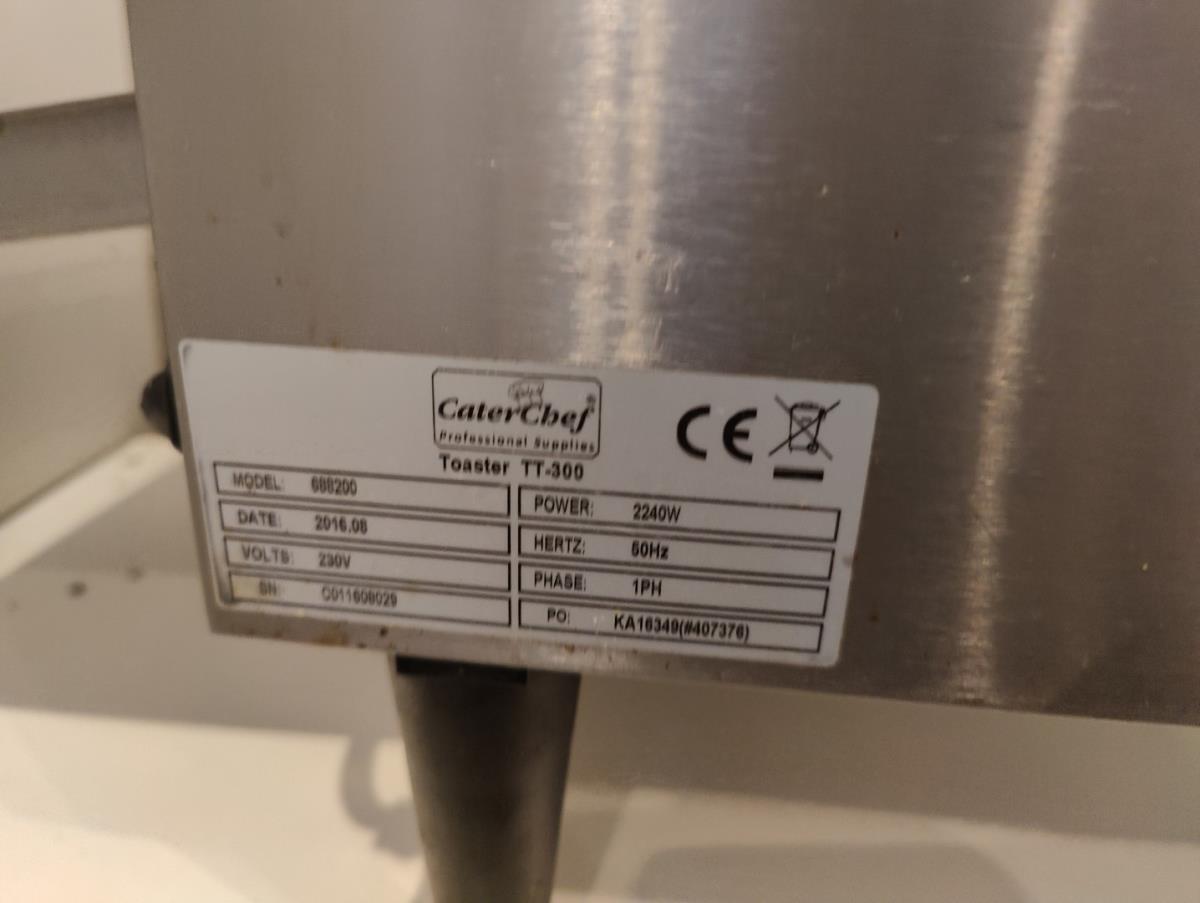 CaterChef®
Professional Supplies
CE
Toaster TT-300
MODEL: 688200
POWER: 2240W
DATE: 2016.08
HERTZ: 50Hz
VOLTS: 230V
PHASE: 1PH
SN: C011608029
PO: KA16349(#407376)